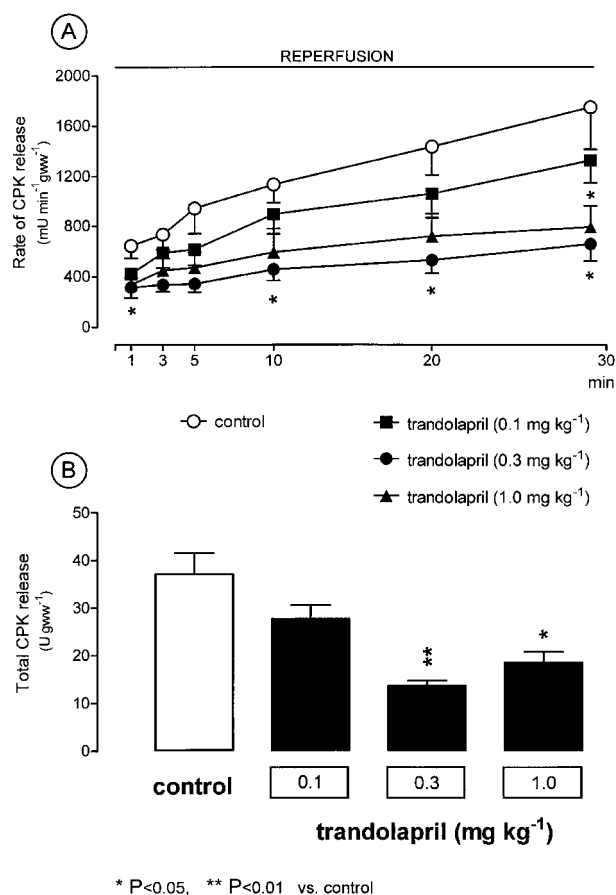 A
REPERFUSION
Rate of CPK release
(mU min⁻¹gww⁻¹)
2000
1600
1200
800
400
0
*
*
*
*
*
1 3 5 10 20 30
min
control
trandolapril (0.1 mg kg⁻¹)
trandolapril (0.3 mg kg⁻¹)
trandolapril (1.0 mg kg⁻¹)
B
Total CPK release
(U gww⁻¹)
50
40
30
20
10
0
**
*
control
0.1 0.3 1.0
trandolapril (mg kg⁻¹)
* P<0.05, ** P<0.01 vs. control